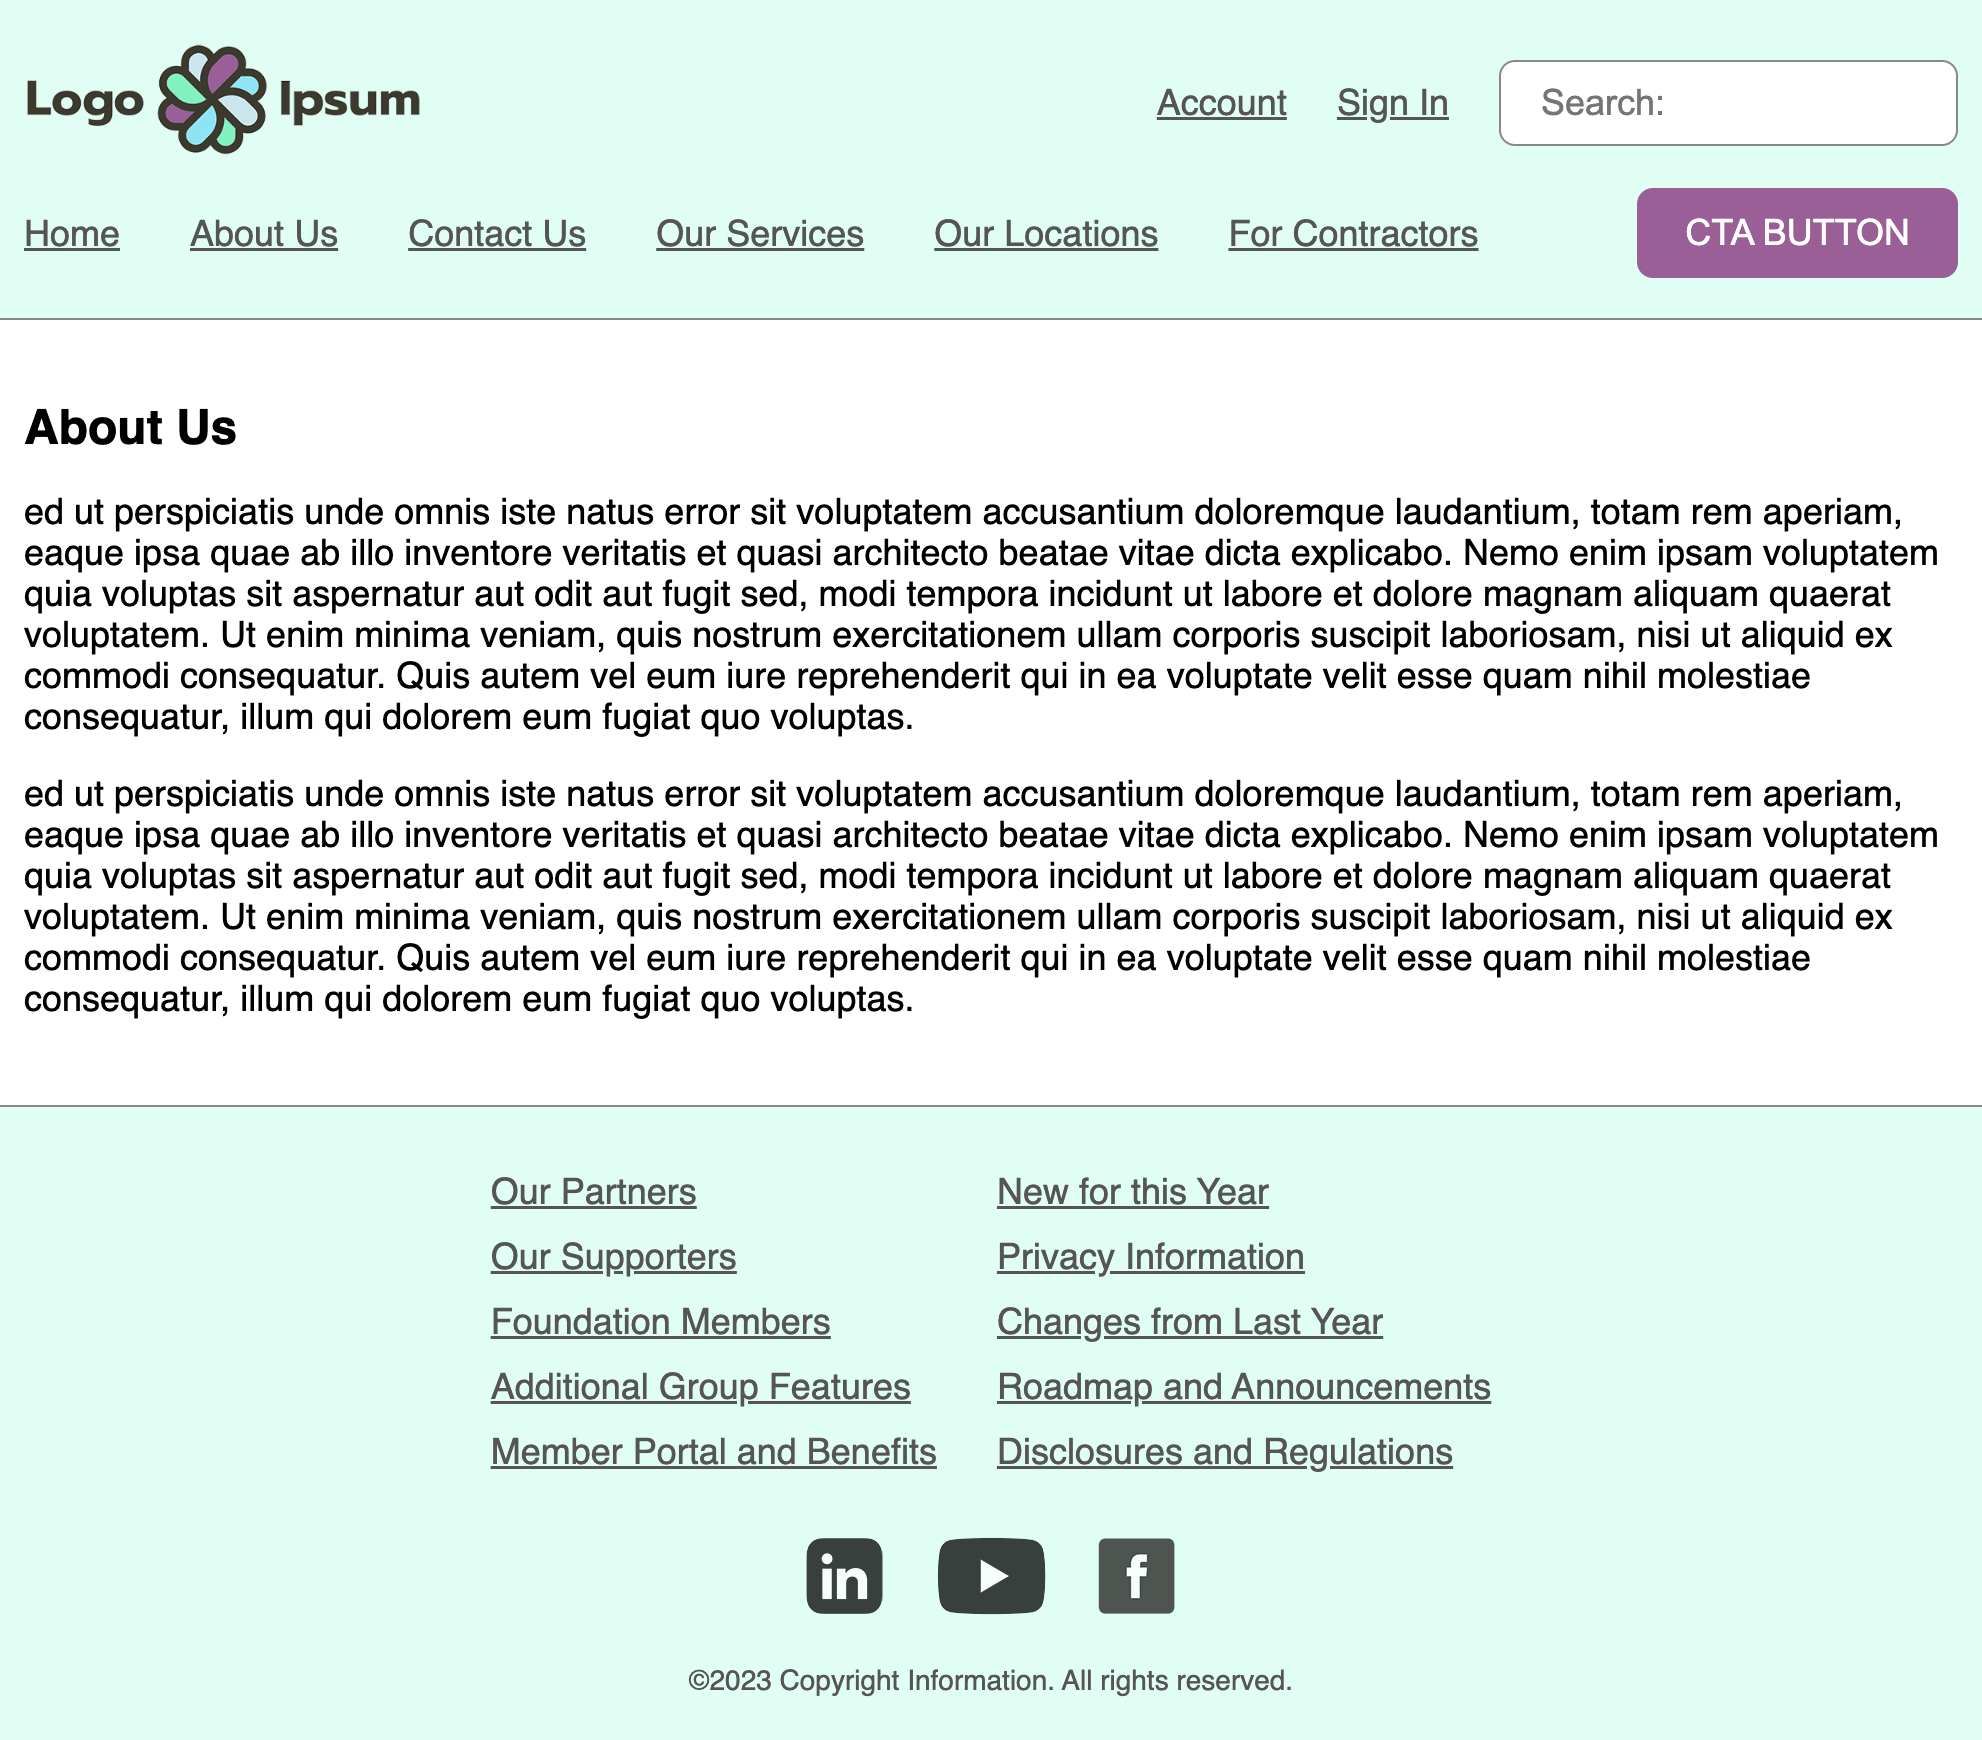 Logo Ipsum
Account Sign In Search:
Home About Us Contact Us Our Services Our Locations For Contractors CTA BUTTON
About Us
ed ut perspiciatis unde omnis iste natus error sit voluptatem accusantium doloremque laudantium, totam rem aperiam,
eaque ipsa quae ab illo inventore veritatis et quasi architecto beatae vitae dicta explicabo. Nemo enim ipsam voluptatem
quia voluptas sit aspernatur aut odit aut fugit sed, modi tempora incidunt ut labore et dolore magnam aliquam quaerat
voluptatem. Ut enim minima veniam, quis nostrum exercitationem ullam corporis suscipit laboriosam, nisi ut aliquid ex
commodi consequatur. Quis autem vel eum iure reprehenderit qui in ea voluptate velit esse quam nihil molestiae
consequatur, illum qui dolorem eum fugiat quo voluptas.
ed ut perspiciatis unde omnis iste natus error sit voluptatem accusantium doloremque laudantium, totam rem aperiam,
eaque ipsa quae ab illo inventore veritatis et quasi architecto beatae vitae dicta explicabo. Nemo enim ipsam voluptatem
quia voluptas sit aspernatur aut odit aut fugit sed, modi tempora incidunt ut labore et dolore magnam aliquam quaerat
voluptatem. Ut enim minima veniam, quis nostrum exercitationem ullam corporis suscipit laboriosam, nisi ut aliquid ex
commodi consequatur. Quis autem vel eum iure reprehenderit qui in ea voluptate velit esse quam nihil molestiae
consequatur, illum qui dolorem eum fugiat quo voluptas.
Our Partners
Our Supporters
Foundation Members
Additional Group Features
Member Portal and Benefits
New for this Year
Privacy Information
Changes from Last Year
Roadmap and Announcements
Disclosures and Regulations
in f
©2023 Copyright Information. All rights reserved.